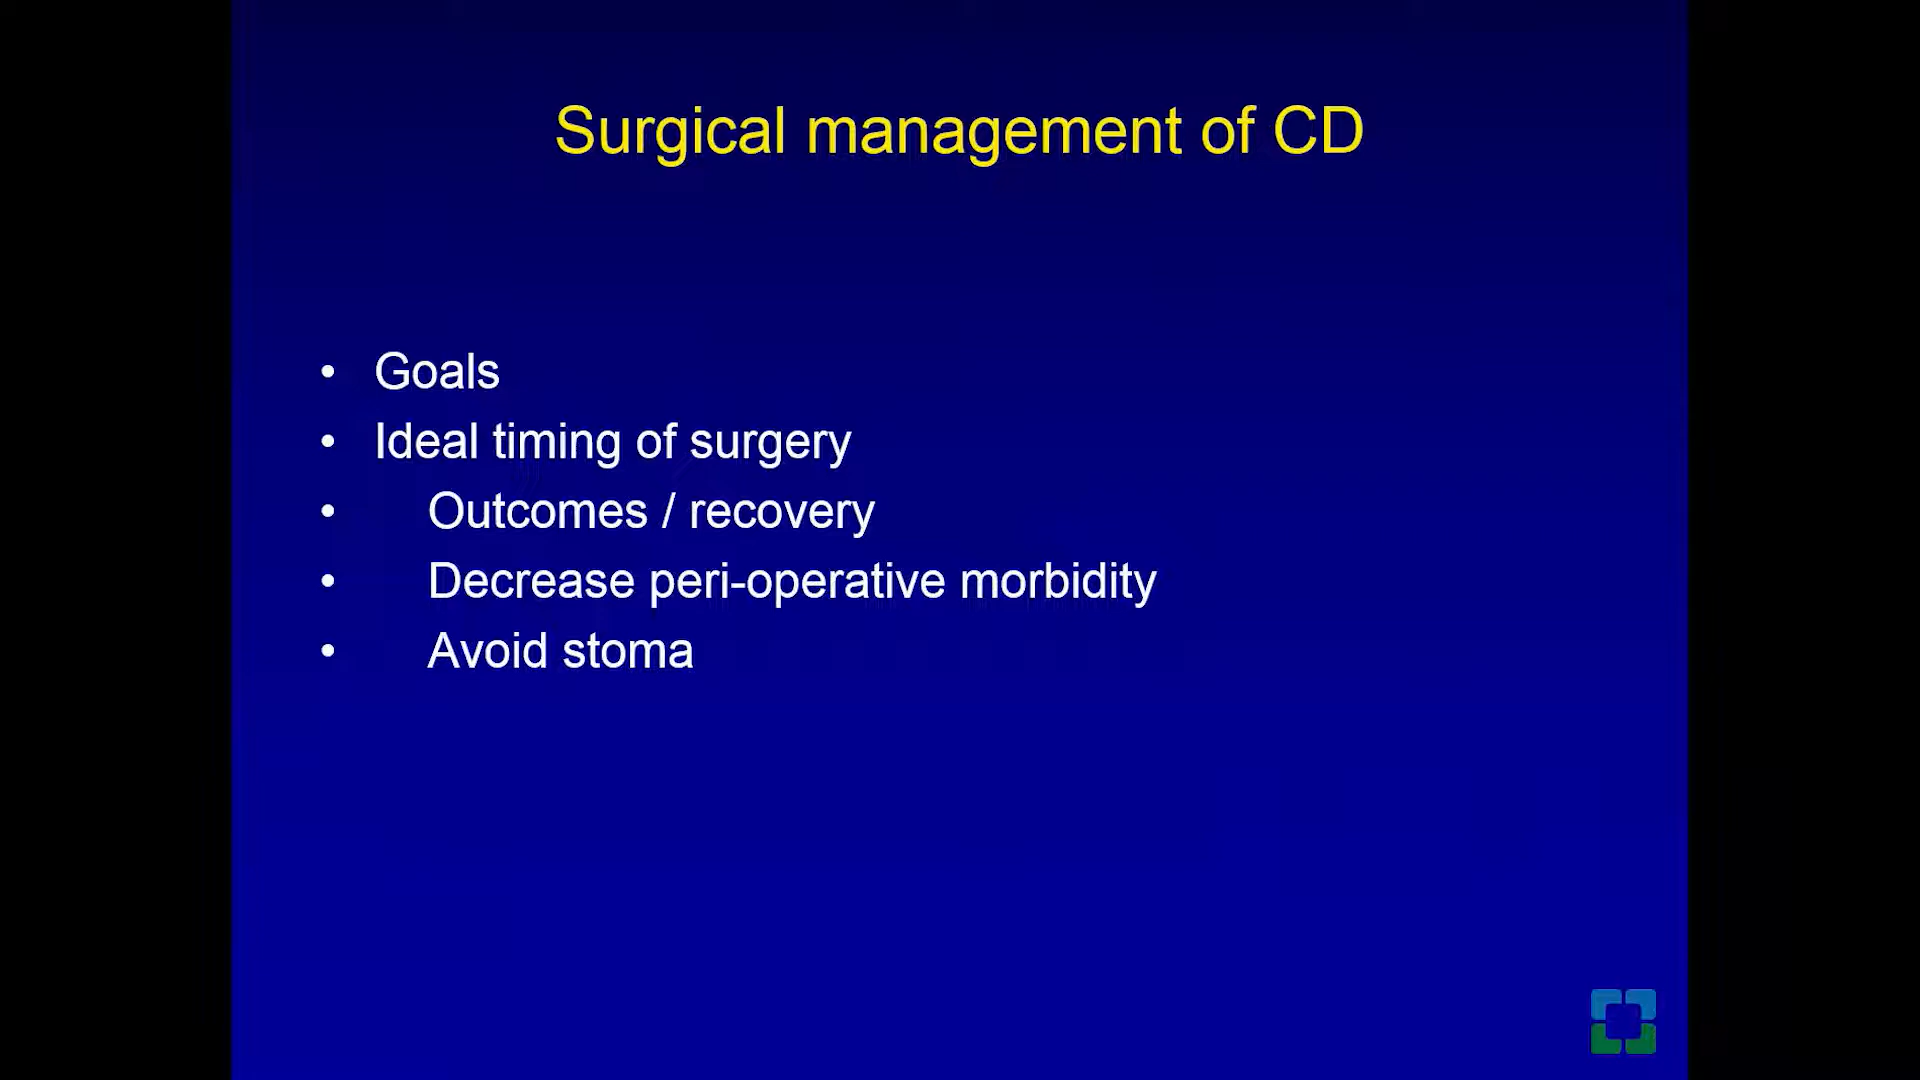 Surgical management of CD
• Goals
• Ideal timing of surgery
• Outcomes / recovery
• Decrease peri-operative morbidity
• Avoid stoma